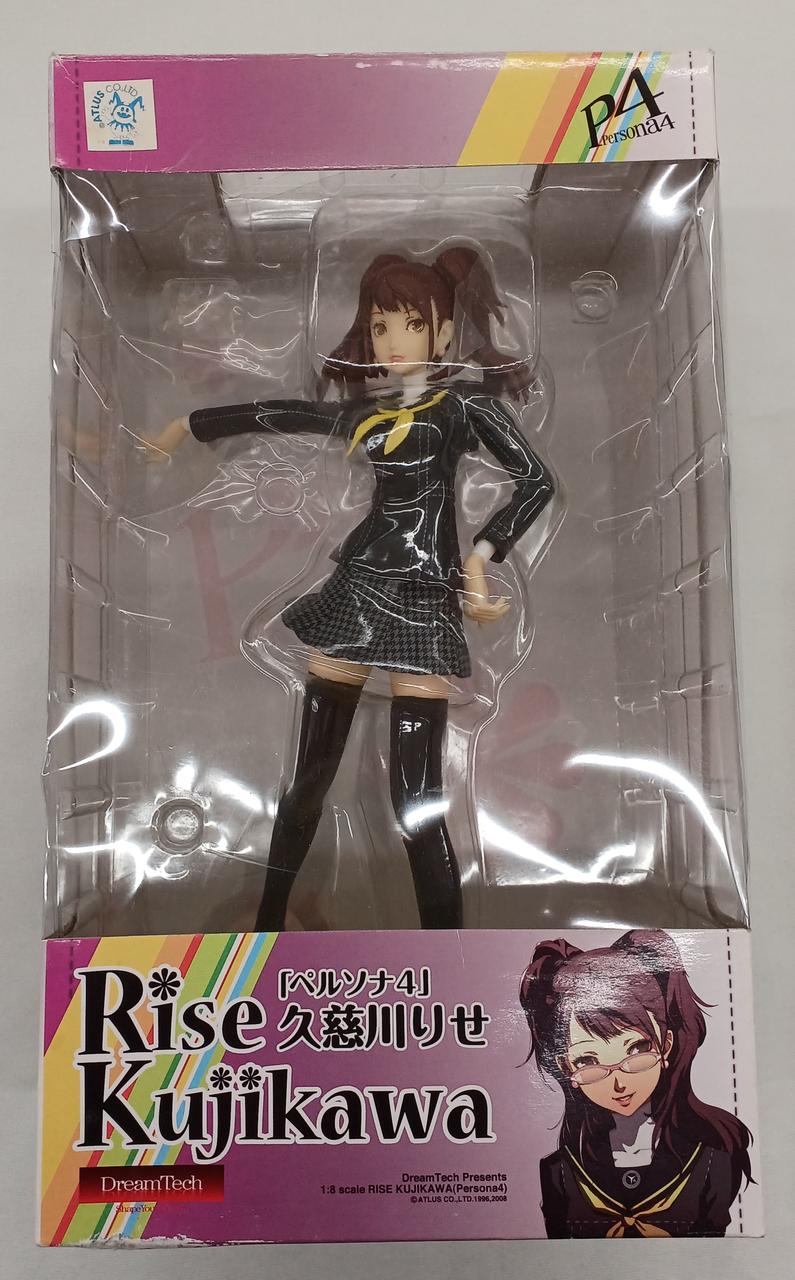 ©ATLUS CO.,LTD.
P4
Persona4
P
Rise
「ペルソナ4」
久慈川りせ
Kujikawa
DreamTech
ShapeYou
DreamTech Presents
1:8 scale RISE KUJIKAWA(Persona4)
©ATLUS CO.,LTD.1996,2008